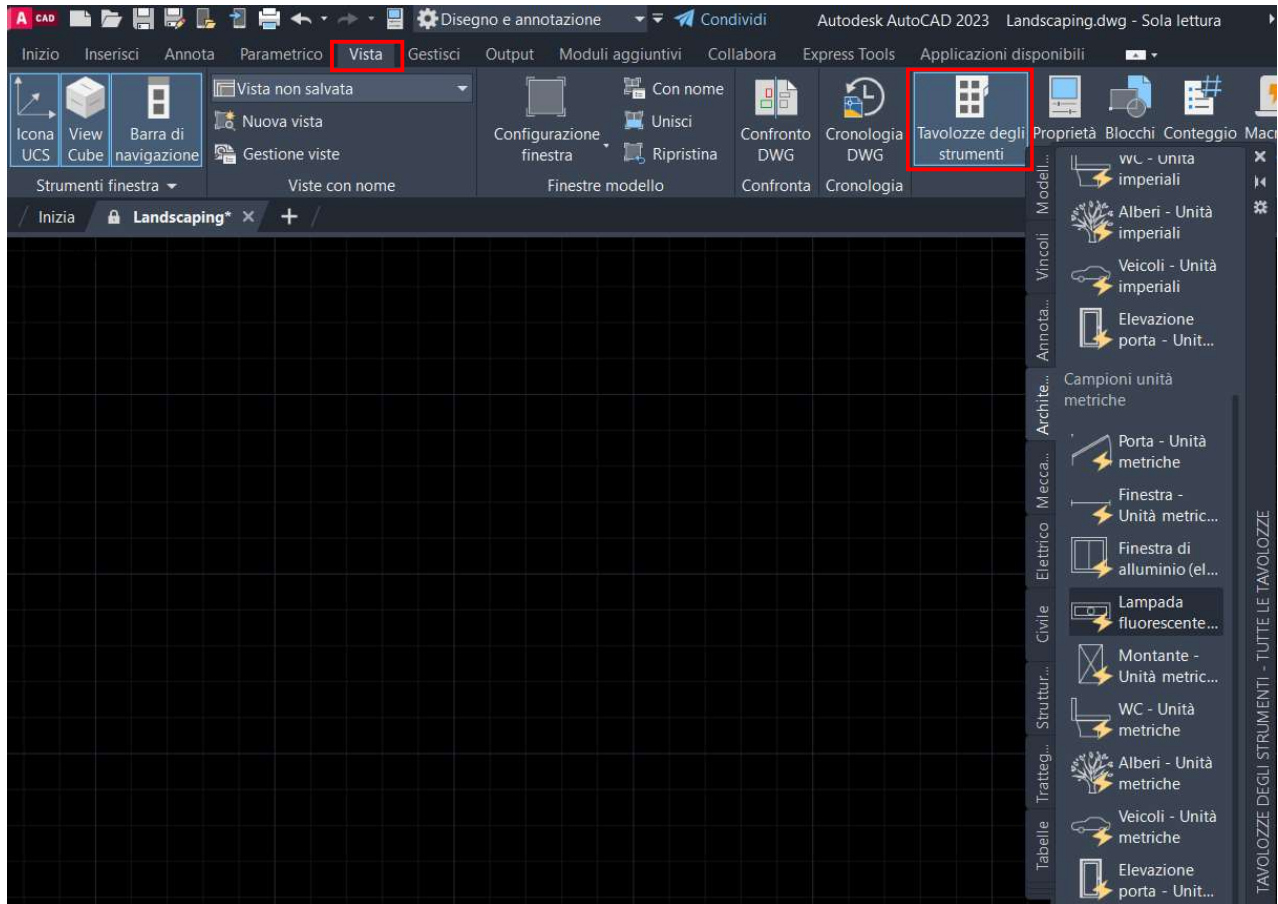 A CAD
Disegno e annotazione
Condividi
Autodesk AutoCAD 2023 Landscaping.dwg - Sola lettura
Inizio Inserisci Annota Parametrico Vista Gestisci Output Moduli aggiuntivi Collabora Express Tools Applicazioni disponibili
Icona
UCS
View
Cube
Barra di
navigazione
Strumenti finestra
Vista non salvata
Nuova vista
Gestione viste
Viste con nome
Configurazione
finestra
Con nome
Unisci
Ripristina
Finestre modello
Confronto
DWG
Confronta
Cronologia
DWG
Cronologia
Tavolozze degli
strumenti
Proprietà
Blocchi
Conteggio
Macr
Inizia
Landscaping*
Modell...
Vincoli
Annota...
Archite...
Mecca...
Elettrico
Civile
Struttur...
Tratteg...
Tabelle
WC - Unità
imperiali
Alberi - Unità
imperiali
Veicoli - Unità
imperiali
Elevazione
porta - Unit...
Campioni unità
metriche
Porta - Unità
metriche
Finestra -
Unità metric...
Finestra di
alluminio (el...
Lampada
fluorescente...
Montante -
Unità metric...
WC - Unità
metriche
Alberi - Unità
metriche
Veicoli - Unità
metriche
Elevazione
porta - Unit...
TAVOLOZZE DEGLI STRUMENTI - TUTTE LE TAVOLOZZE